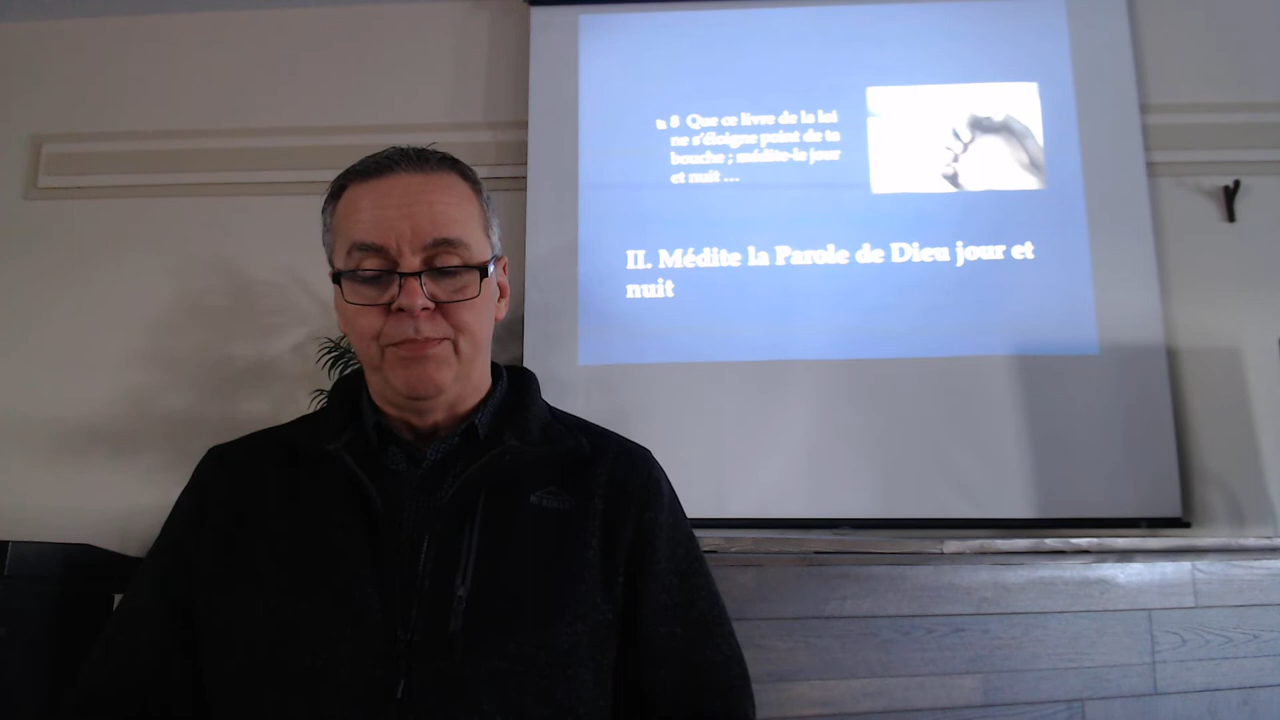 8 Que ce livre de la loi
ne s'éloigne point de ta
bouche ; médite-le jour
et nuit ...
II. Médite la Parole de Dieu jour et
nuit